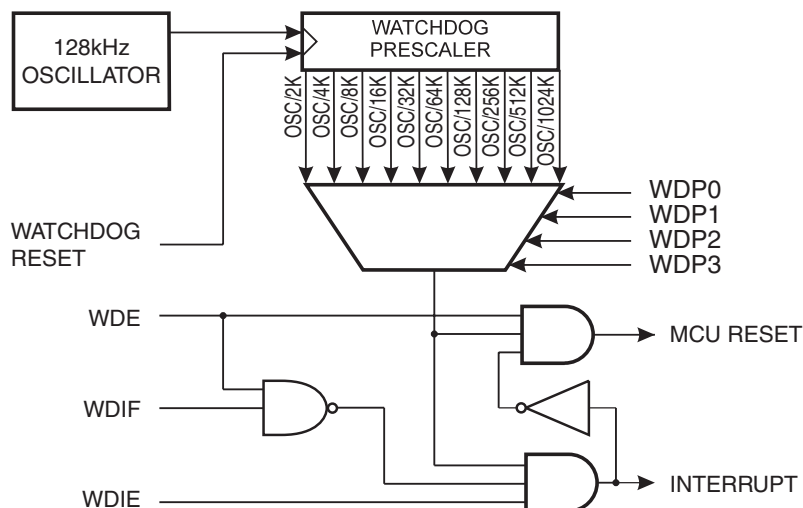 128kHz
OSCILLATOR
WATCHDOG
PRESCALER
OSC/2K
OSC/4K
OSC/8K
OSC/16K
OSC/32K
OSC/64K
OSC/128K
OSC/256K
OSC/512K
OSC/1024K
WDP0
WDP1
WDP2
WDP3
WATCHDOG
RESET
WDE
MCU RESET
WDIF
WDIE
INTERRUPT